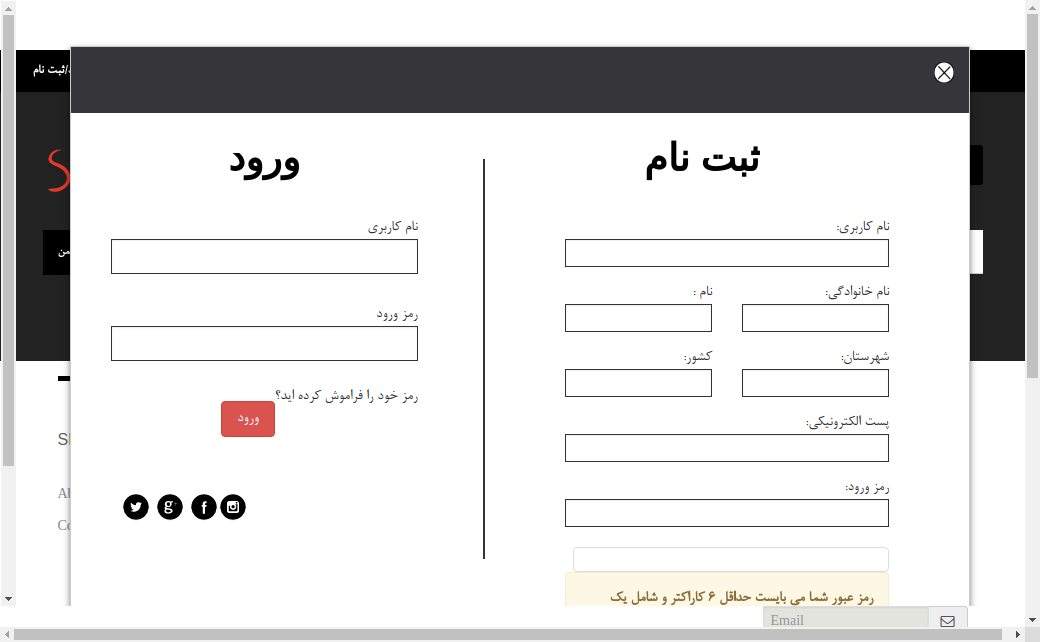 /ثبت نام
ثبت نام
نام کاربری:
نام خانوادگی:
نام :
شهرستان:
کشور:
پست الکترونیکی:
رمز ورود:
رمز عبور شما می بایست حداقل ۶ کاراکتر و شامل یک
ورود
نام کاربری
رمز ورود
رمز خود را فراموش کرده اید؟
ورود
Email